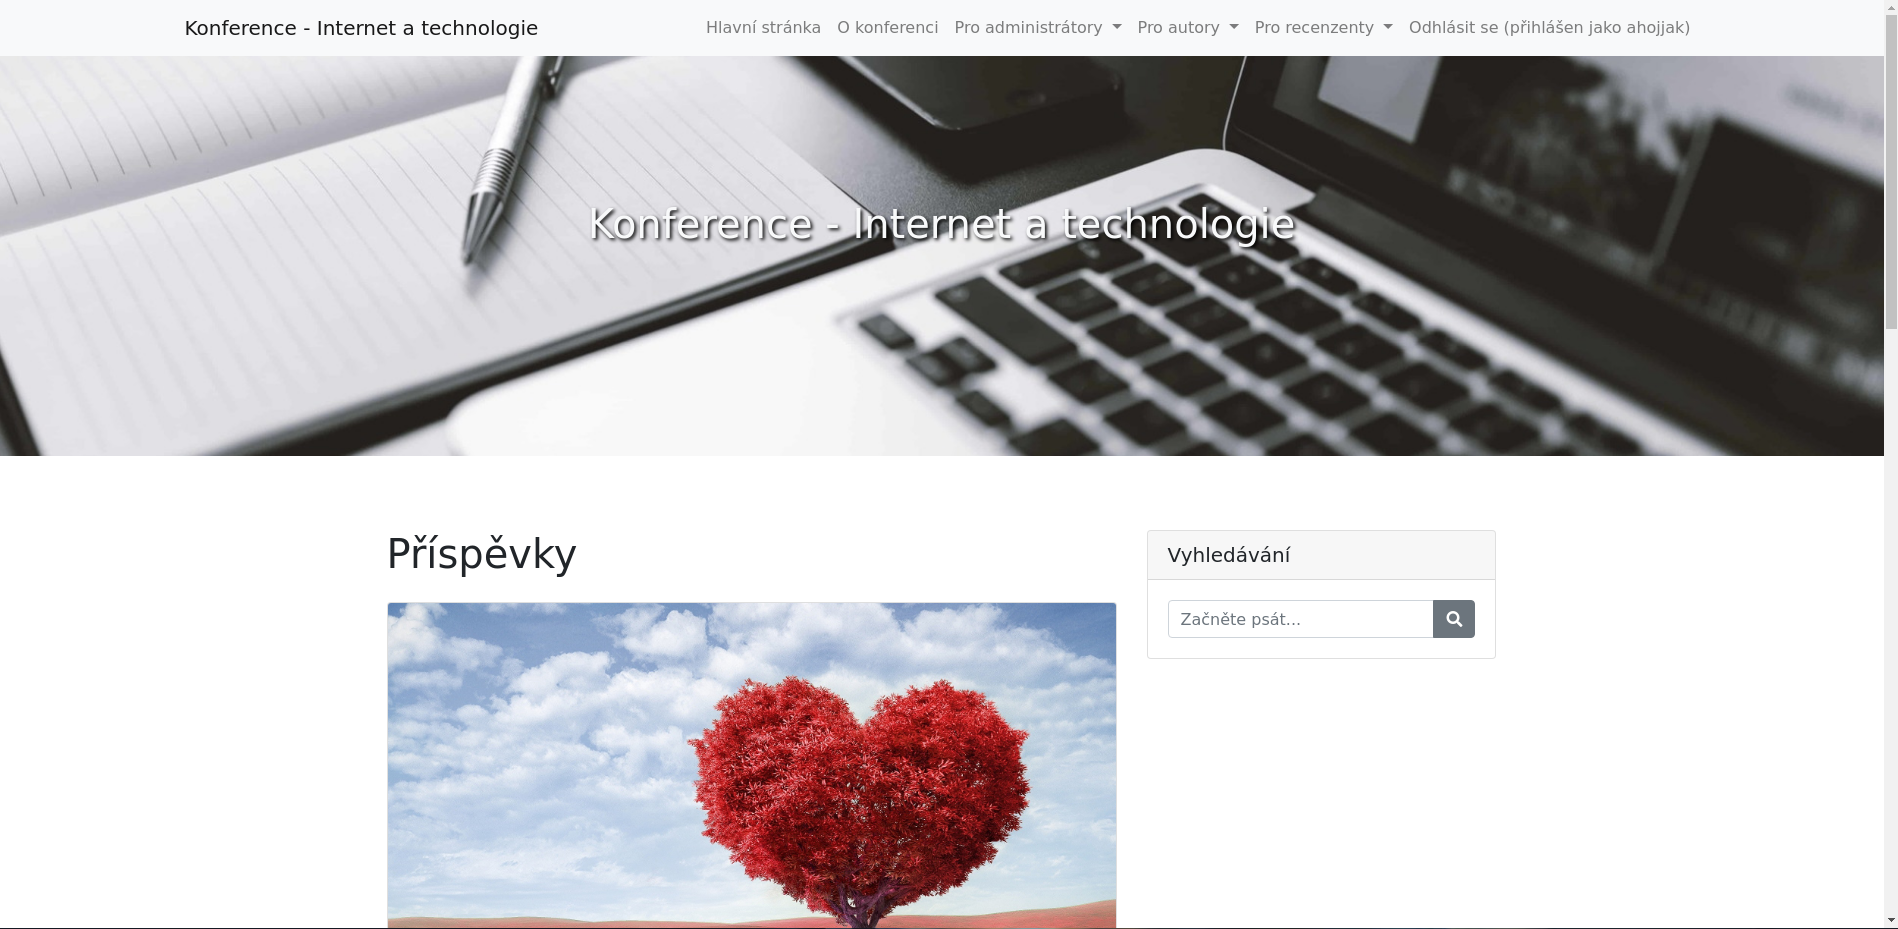 Konference - Internet a technologie
Hlavní stránka
O konferenci
Pro administrátory
Pro autory
Pro recenzenty
Odhlásit se (přihlášen jako ahojjak)
Konference - Internet a technologie
Příspěvky
Vyhledávání
Začněte psát...